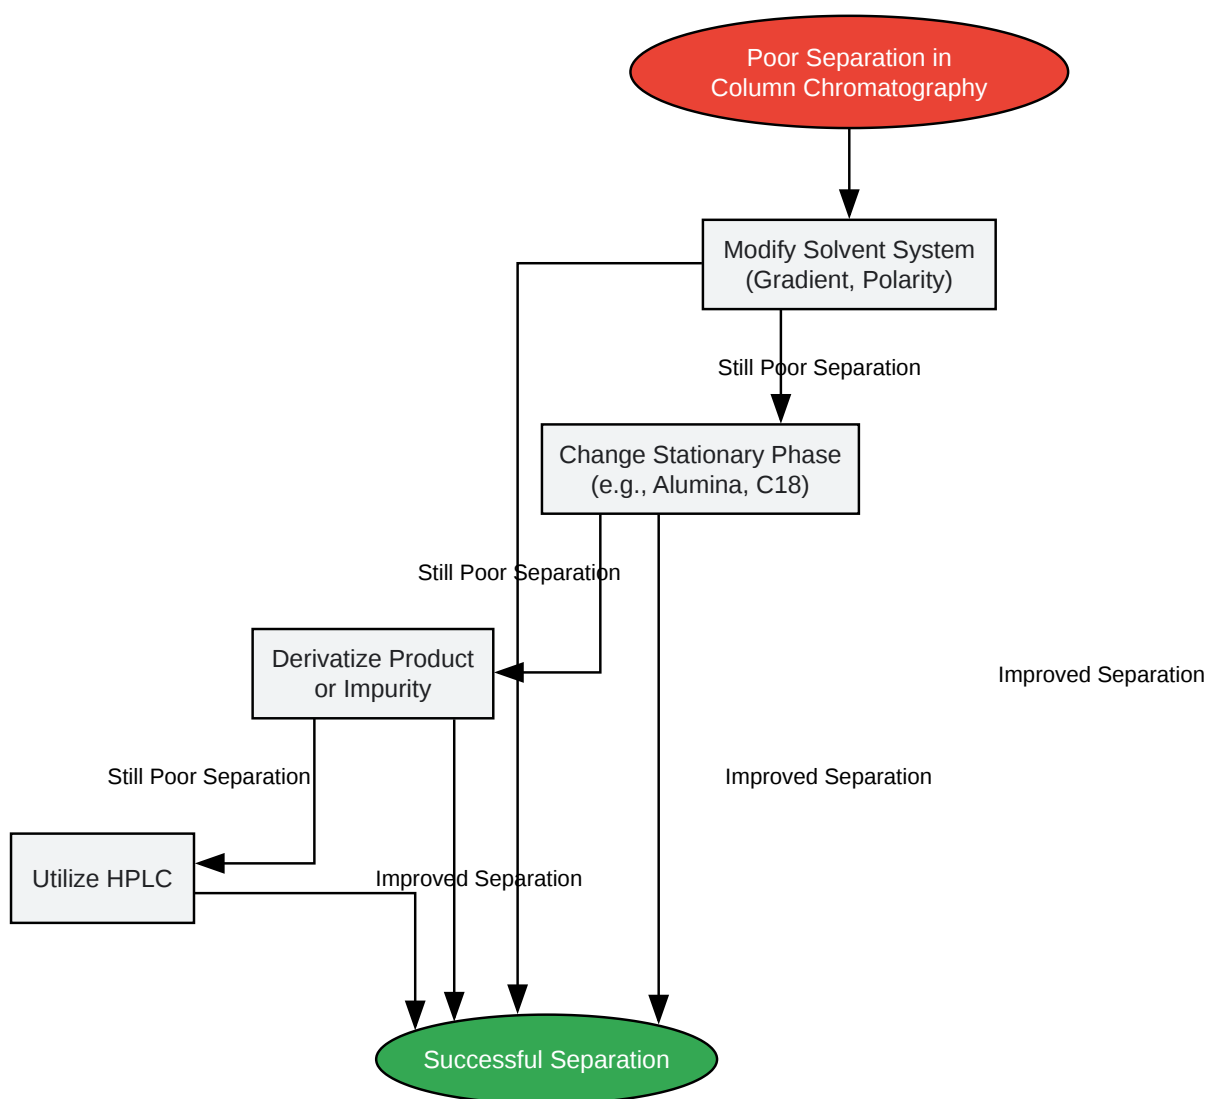 Poor Separation in
Column Chromatography
Modify Solvent System
(Gradient, Polarity)
Still Poor Separation
Change Stationary Phase
(e.g., Alumina, C18)
Still Poor Separation
Derivatize Product
or Impurity
Improved Separation
Still Poor Separation
Improved Separation
Utilize HPLC
Improved Separation
Successful Separation